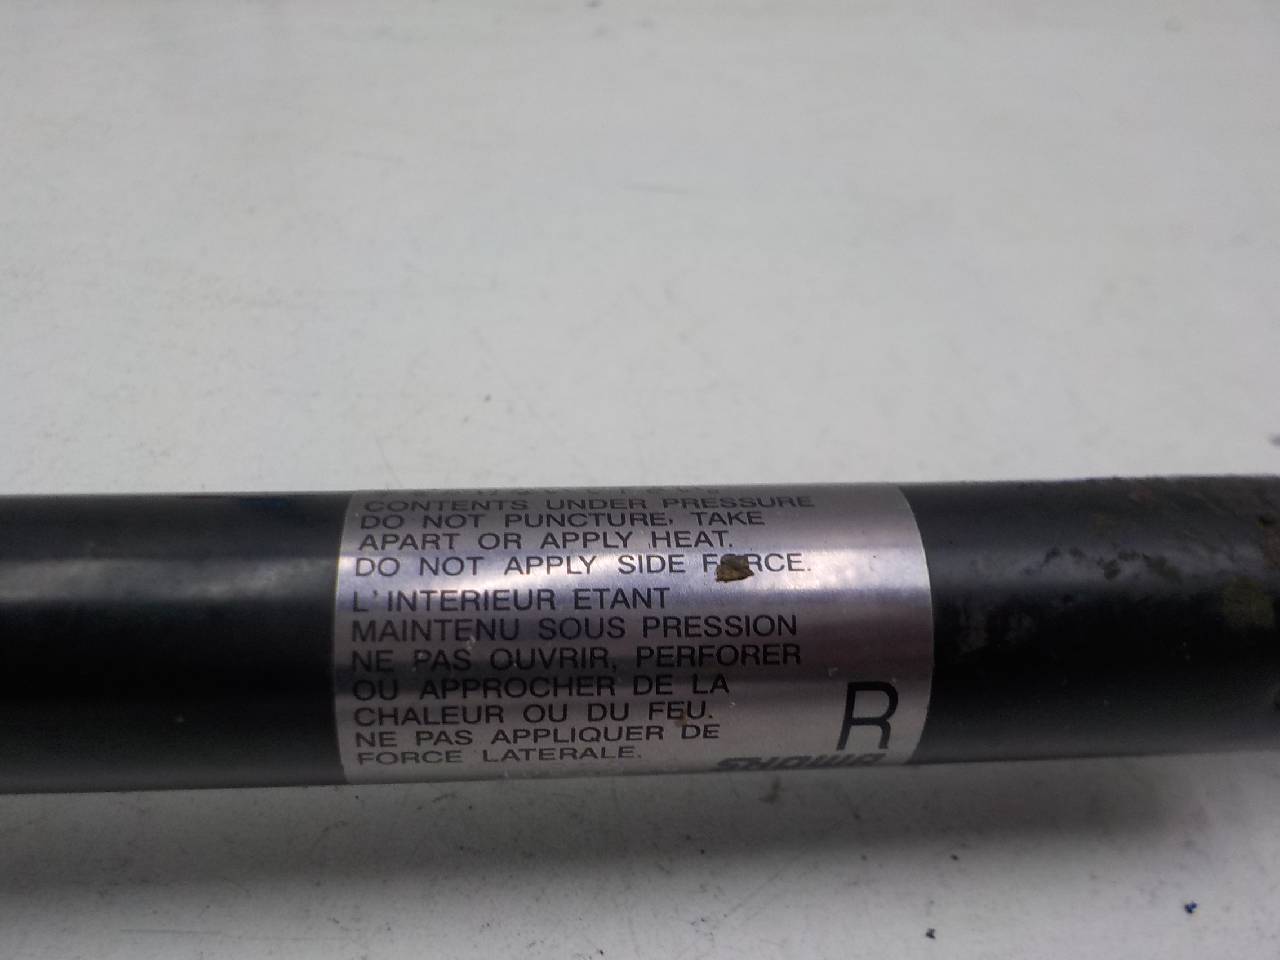 CONTENTS UNDER PRESSURE
DO NOT PUNCTURE, TAKE
APART OR APPLY HEAT.
DO NOT APPLY SIDE FORCE.
L'INTERIEUR ETANT
MAINTENU SOUS PRESSION
NE PAS OUVRIR, PERFORER
OU APPROCHER DE LA
CHALEUR OU DU FEU.
NE PAS APPLIQUER DE
FORCE LATERALE.
R
SHOWA